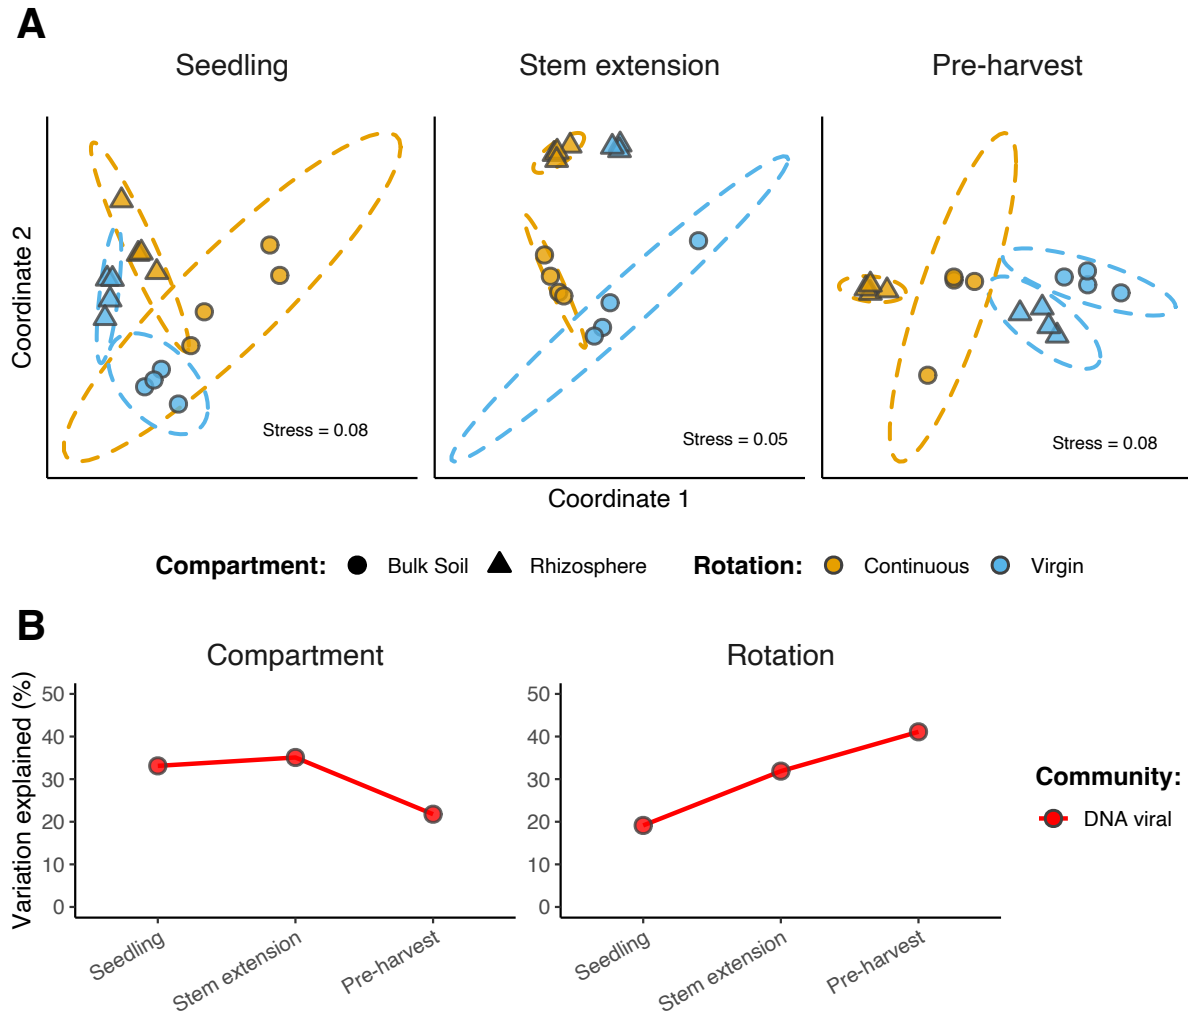 A
Seedling
Stem extension
Pre-harvest
Coordinate 2
Stress = 0.08
Stress = 0.05
Stress = 0.08
Coordinate 1
Compartment: Bulk Soil Rhizosphere Rotation: Continuous Virgin
B
Compartment
Rotation
Variation explained (%)
50
40
30
20
10
0
Seedling
Stem extension
Pre-harvest
50
40
30
20
10
0
Seedling
Stem extension
Pre-harvest
Community:
DNA viral